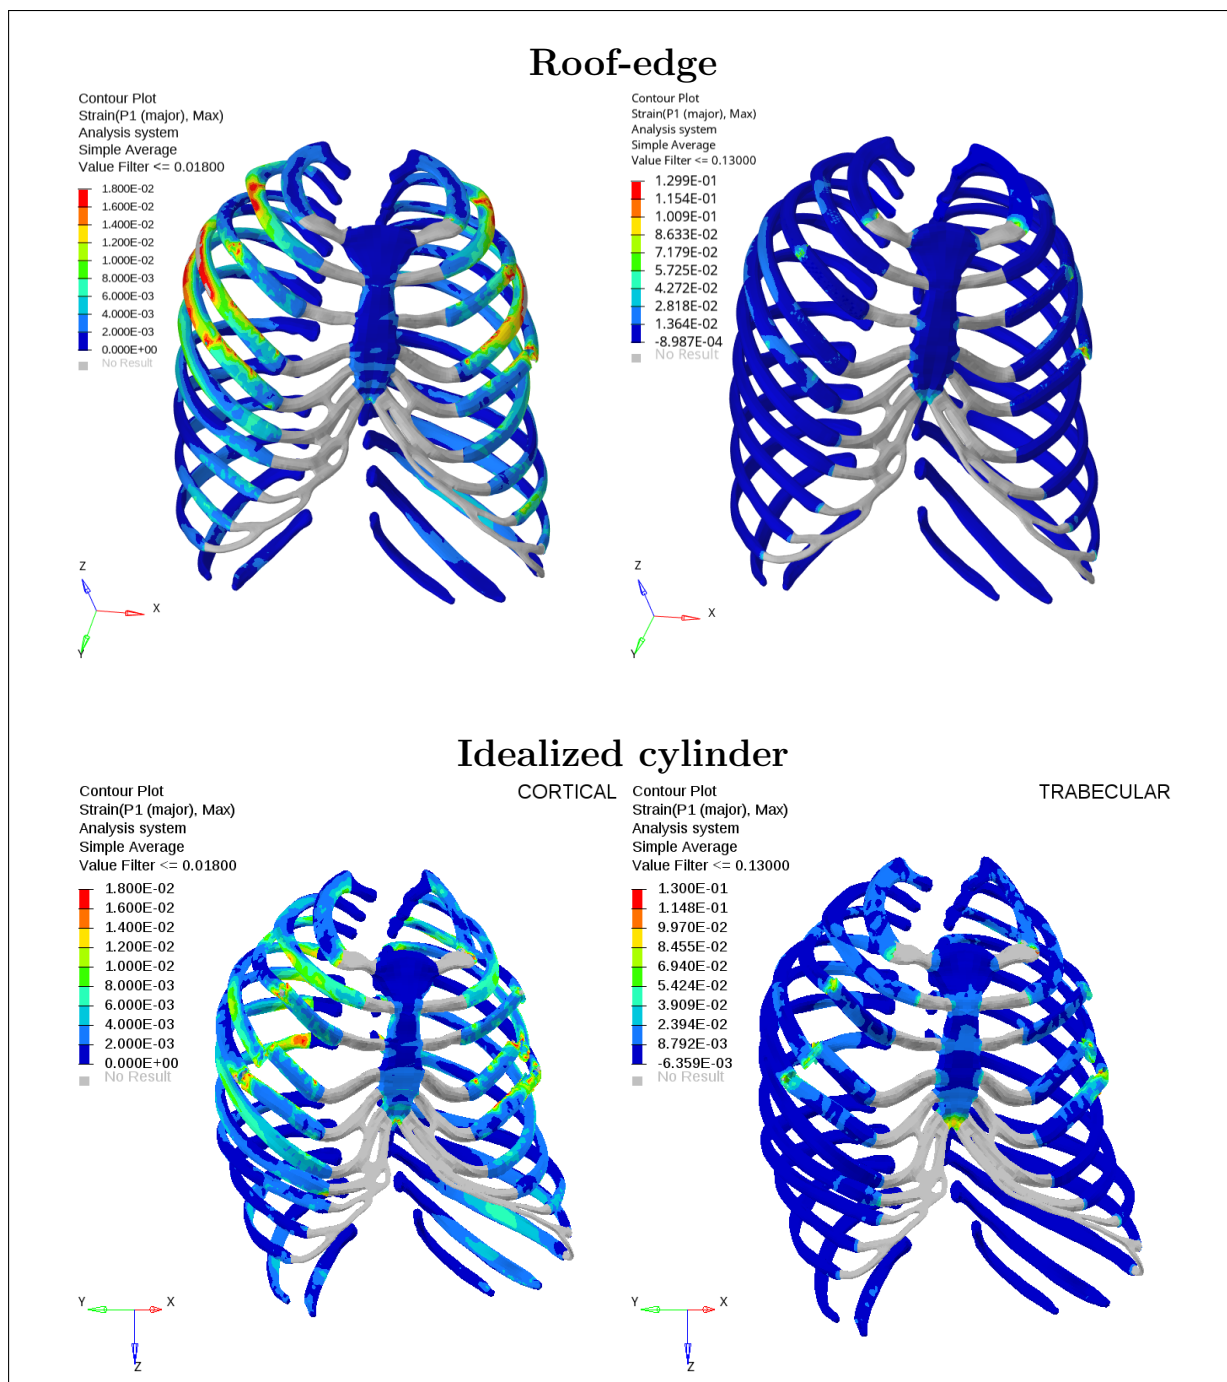 Roof-edge
Contour Plot
Strain(P1 (major), Max)
Analysis system
Simple Average
Value Filter <= 0.01800
1.800E-02
1.600E-02
1.400E-02
1.200E-02
1.000E-02
8.000E-03
6.000E-03
4.000E-03
2.000E-03
0.000E+00
No Result
Z
X
Y
Contour Plot
Strain(P1 (major), Max)
Analysis system
Simple Average
Value Filter <= 0.13000
1.299E-01
1.154E-01
1.009E-01
8.633E-02
7.179E-02
5.725E-02
4.272E-02
2.818E-02
1.364E-02
-8.987E-04
No Result
Z
X
Y
Idealized cylinder
Contour Plot
Strain(P1 (major), Max)
Analysis system
Simple Average
Value Filter <= 0.01800
CORTICAL
1.800E-02
1.600E-02
1.400E-02
1.200E-02
1.000E-02
8.000E-03
6.000E-03
4.000E-03
2.000E-03
0.000E+00
No Result
Y
X
Z
Contour Plot
Strain(P1 (major), Max)
Analysis system
Simple Average
Value Filter <= 0.13000
TRABECULAR
1.300E-01
1.148E-01
9.970E-02
8.455E-02
6.940E-02
5.424E-02
3.909E-02
2.394E-02
8.792E-03
-6.359E-03
No Result
Y
X
Z